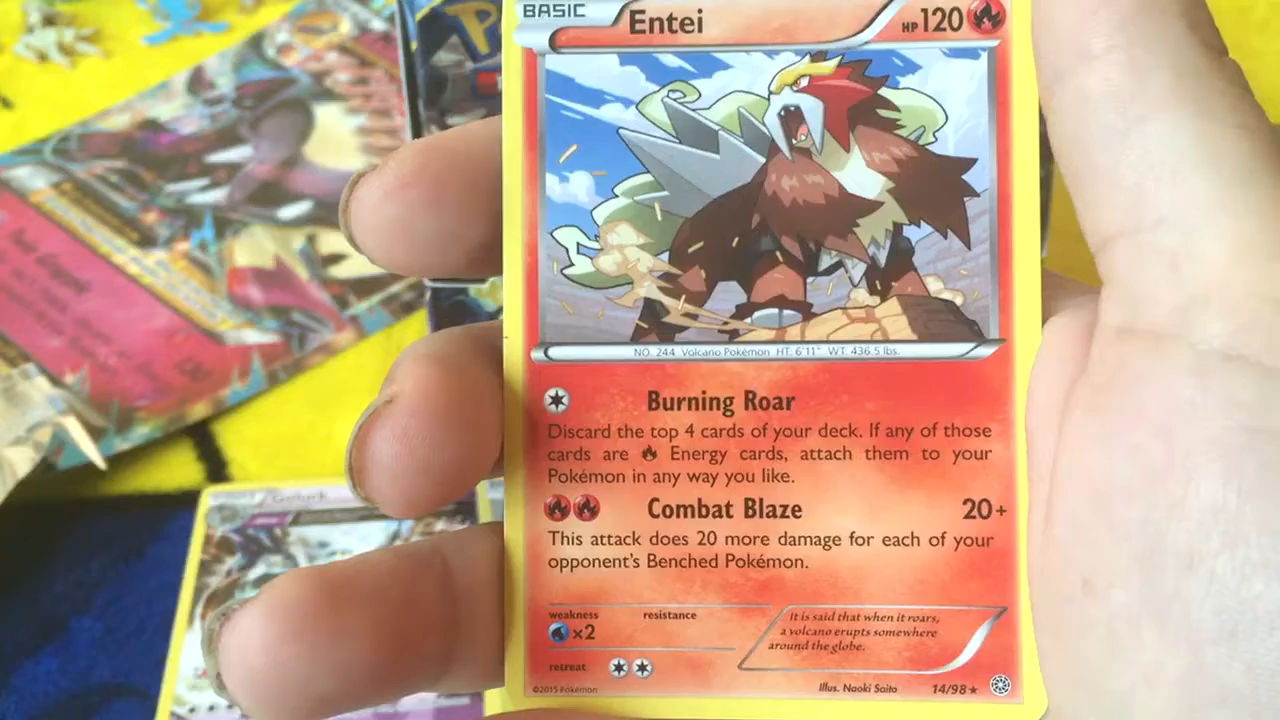 BASIC
Entei
HP 120
NO. 244 Volcano Pokémon HT. 6'11" WT. 436.5 lbs.
Burning Roar
Discard the top 4 cards of your deck. If any of those
cards are Energy cards, attach them to your
Pokémon in any way you like.
Combat Blaze 20+
This attack does 20 more damage for each of your
opponent's Benched Pokémon.
weakness resistance
×2
It is said that when it roars,
a volcano erupts somewhere
around the globe.
retreat
©2015 Pokémon
Illus. Naoki Saito
14/98
Golurk